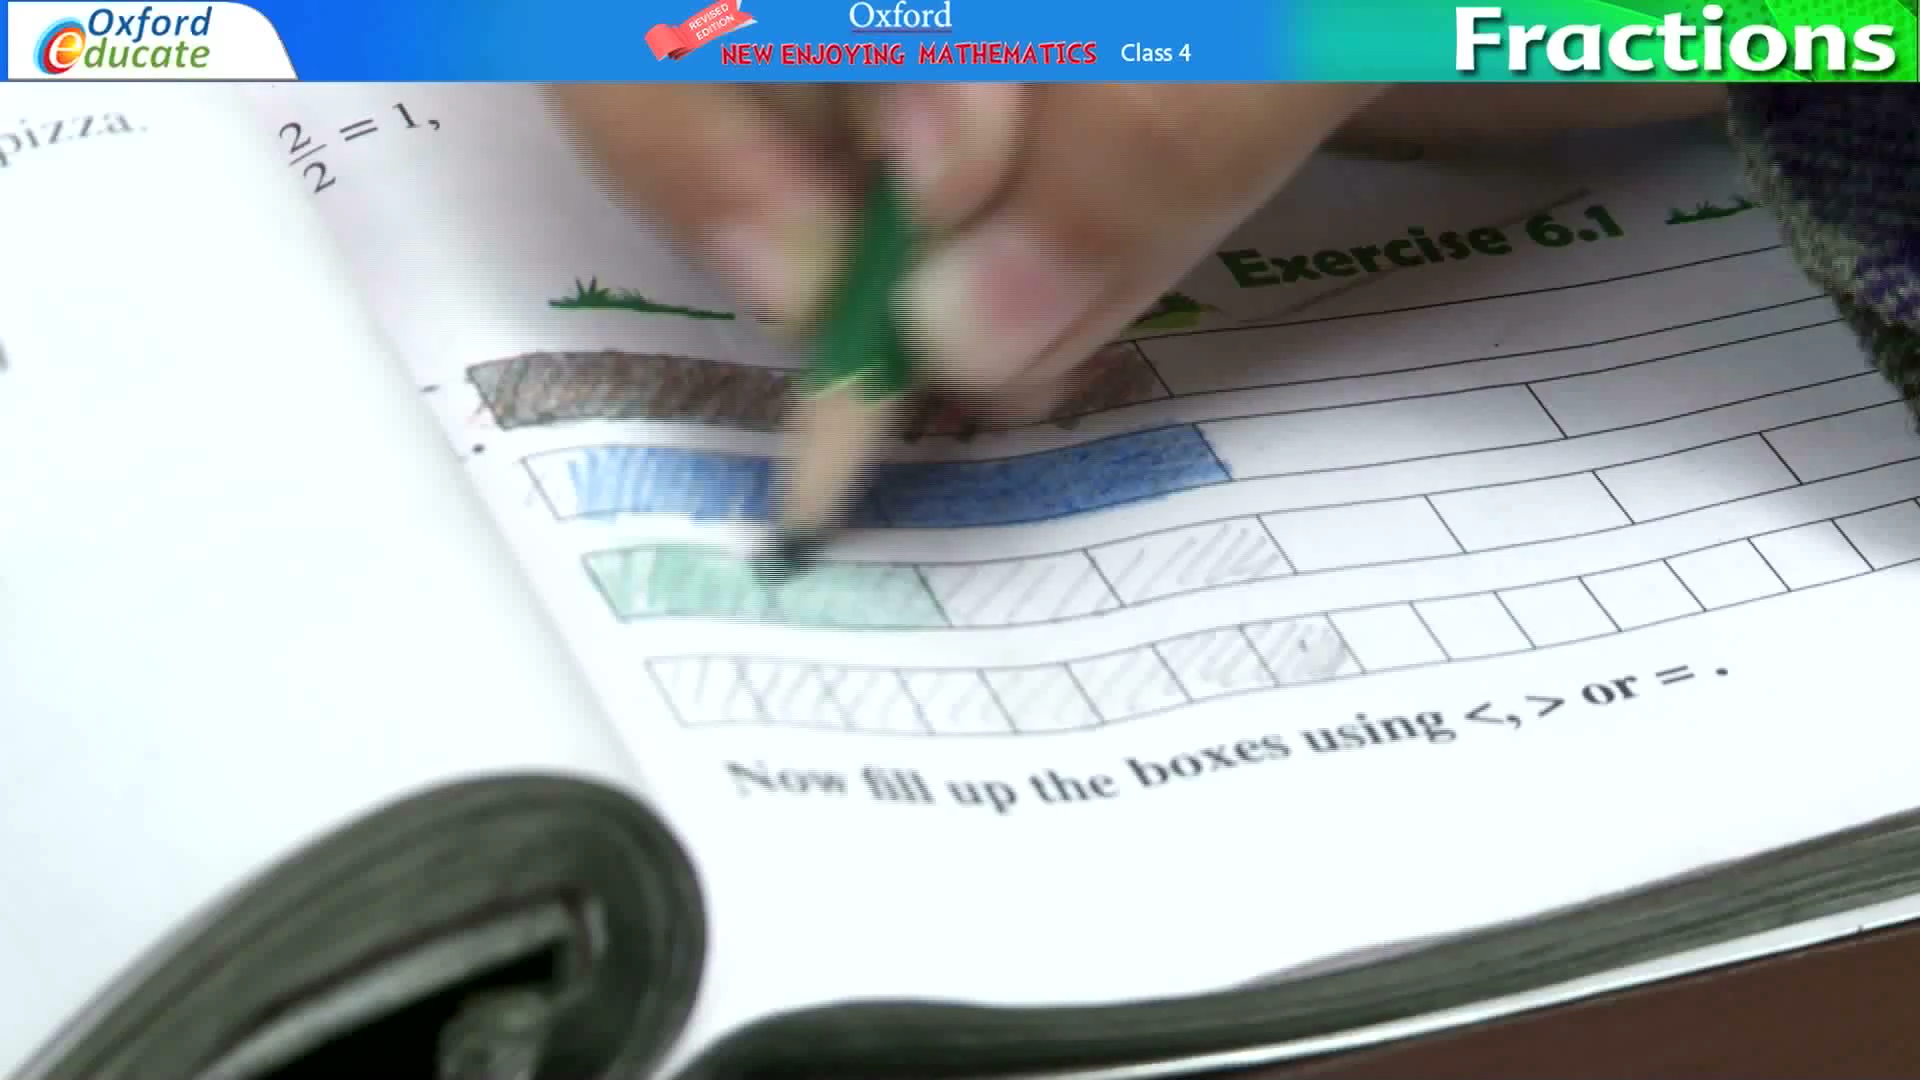 Oxford
educate
REVISED
EDITION
Oxford
NEW ENJOYING MATHEMATICS Class 4
Fractions
pizza.
2/2 = 1,
Exercise 6.1
Now fill up the boxes using <, > or = .